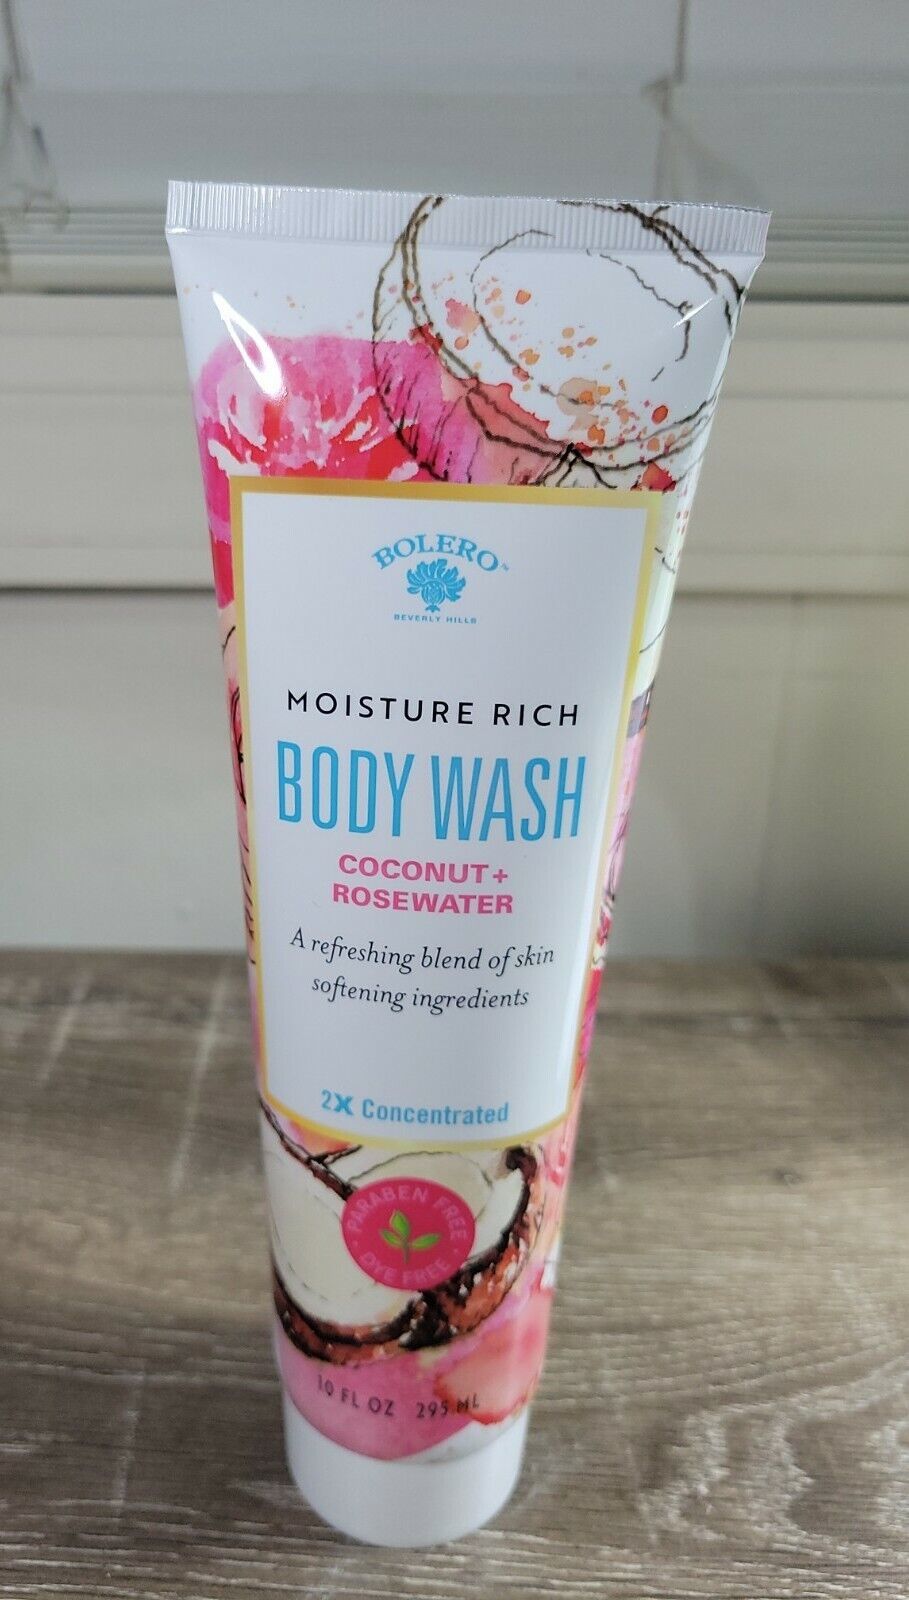 BOLERO™
BEVERLY HILLS
MOISTURE RICH
BODY WASH
COCONUT+
ROSEWATER
A refreshing blend of skin
softening ingredients
2X Concentrated
PARABEN FREE
DYE FREE
10 FL OZ 295 ML